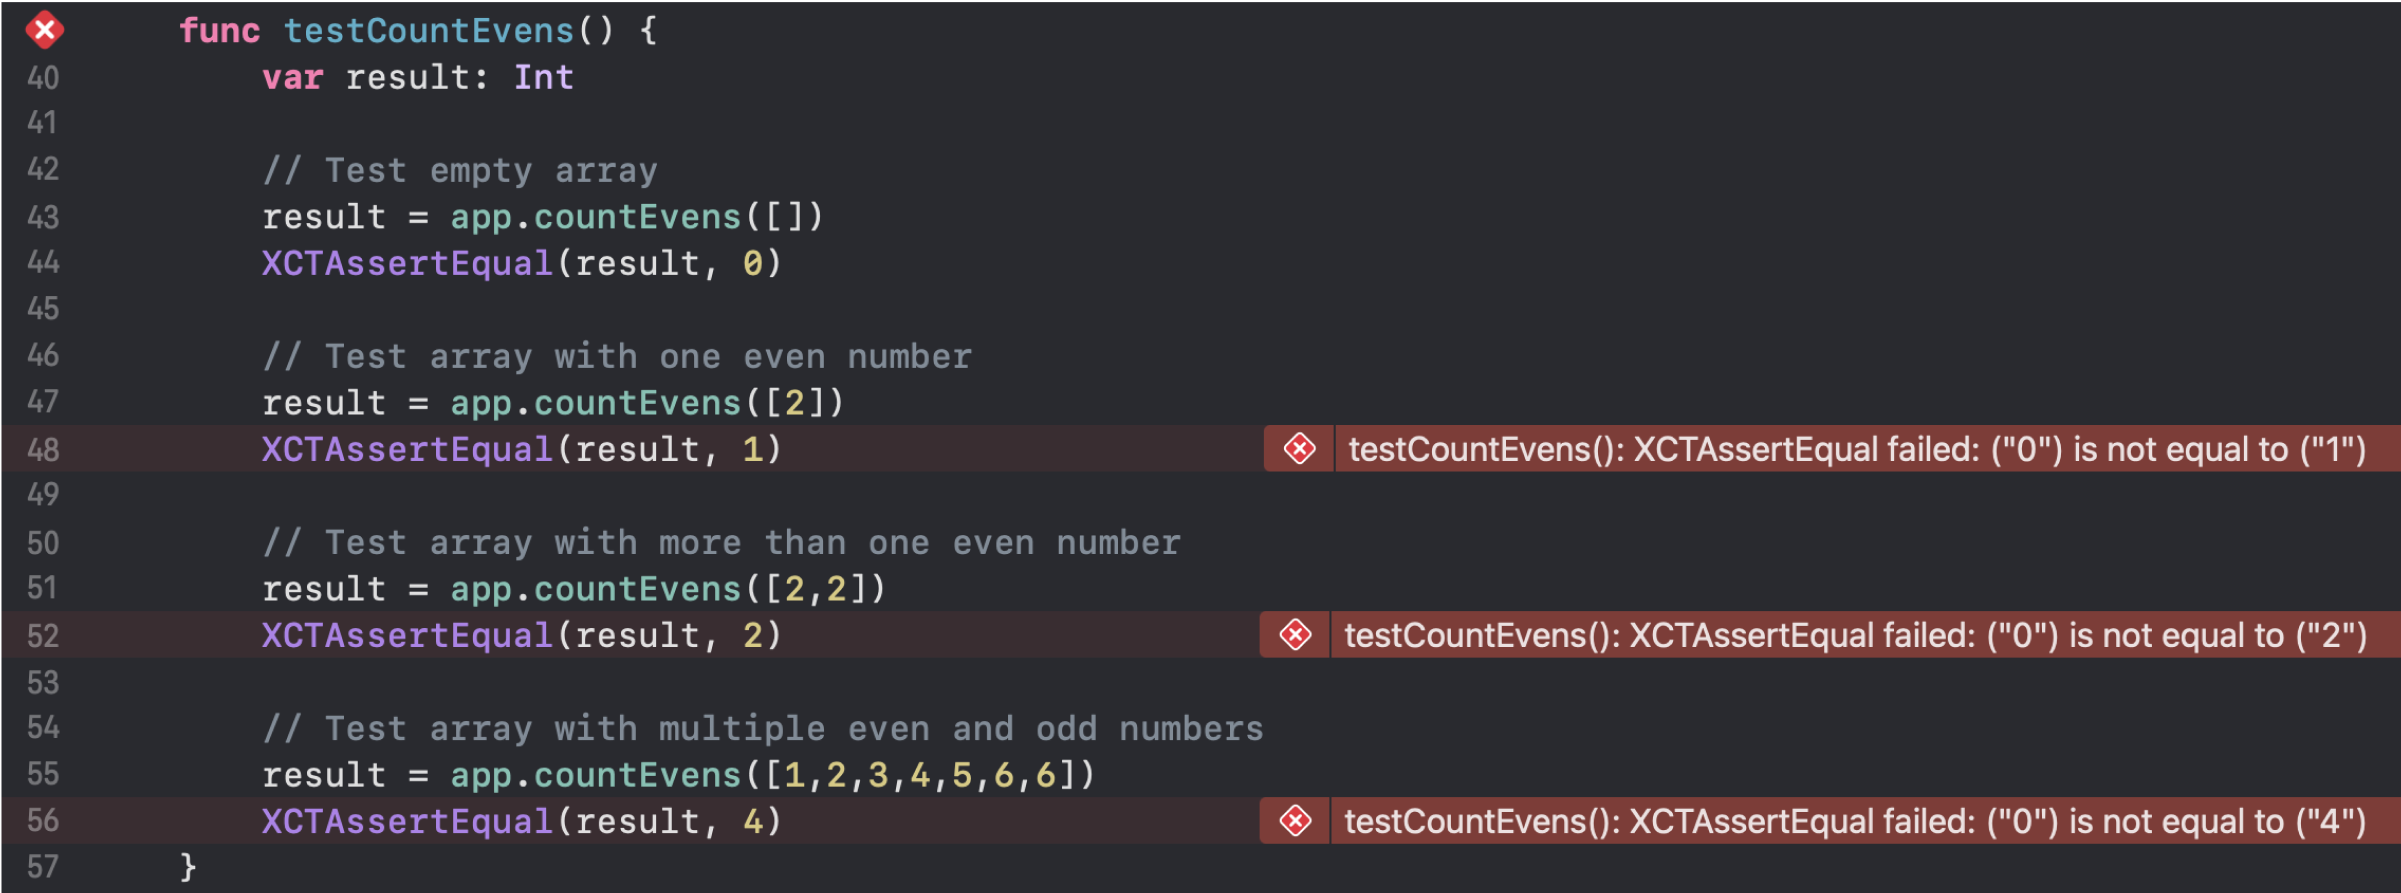 func testCountEvens() {
40 var result: Int
41
42 // Test empty array
43 result = app.countEvens([])
44 XCTAssertEqual(result, 0)
45
46 // Test array with one even number
47 result = app.countEvens([2])
48 XCTAssertEqual(result, 1) testCountEvens(): XCTAssertEqual failed: ("0") is not equal to ("1")
49
50 // Test array with more than one even number
51 result = app.countEvens([2,2])
52 XCTAssertEqual(result, 2) testCountEvens(): XCTAssertEqual failed: ("0") is not equal to ("2")
53
54 // Test array with multiple even and odd numbers
55 result = app.countEvens([1,2,3,4,5,6,6])
56 XCTAssertEqual(result, 4) testCountEvens(): XCTAssertEqual failed: ("0") is not equal to ("4")
57 }